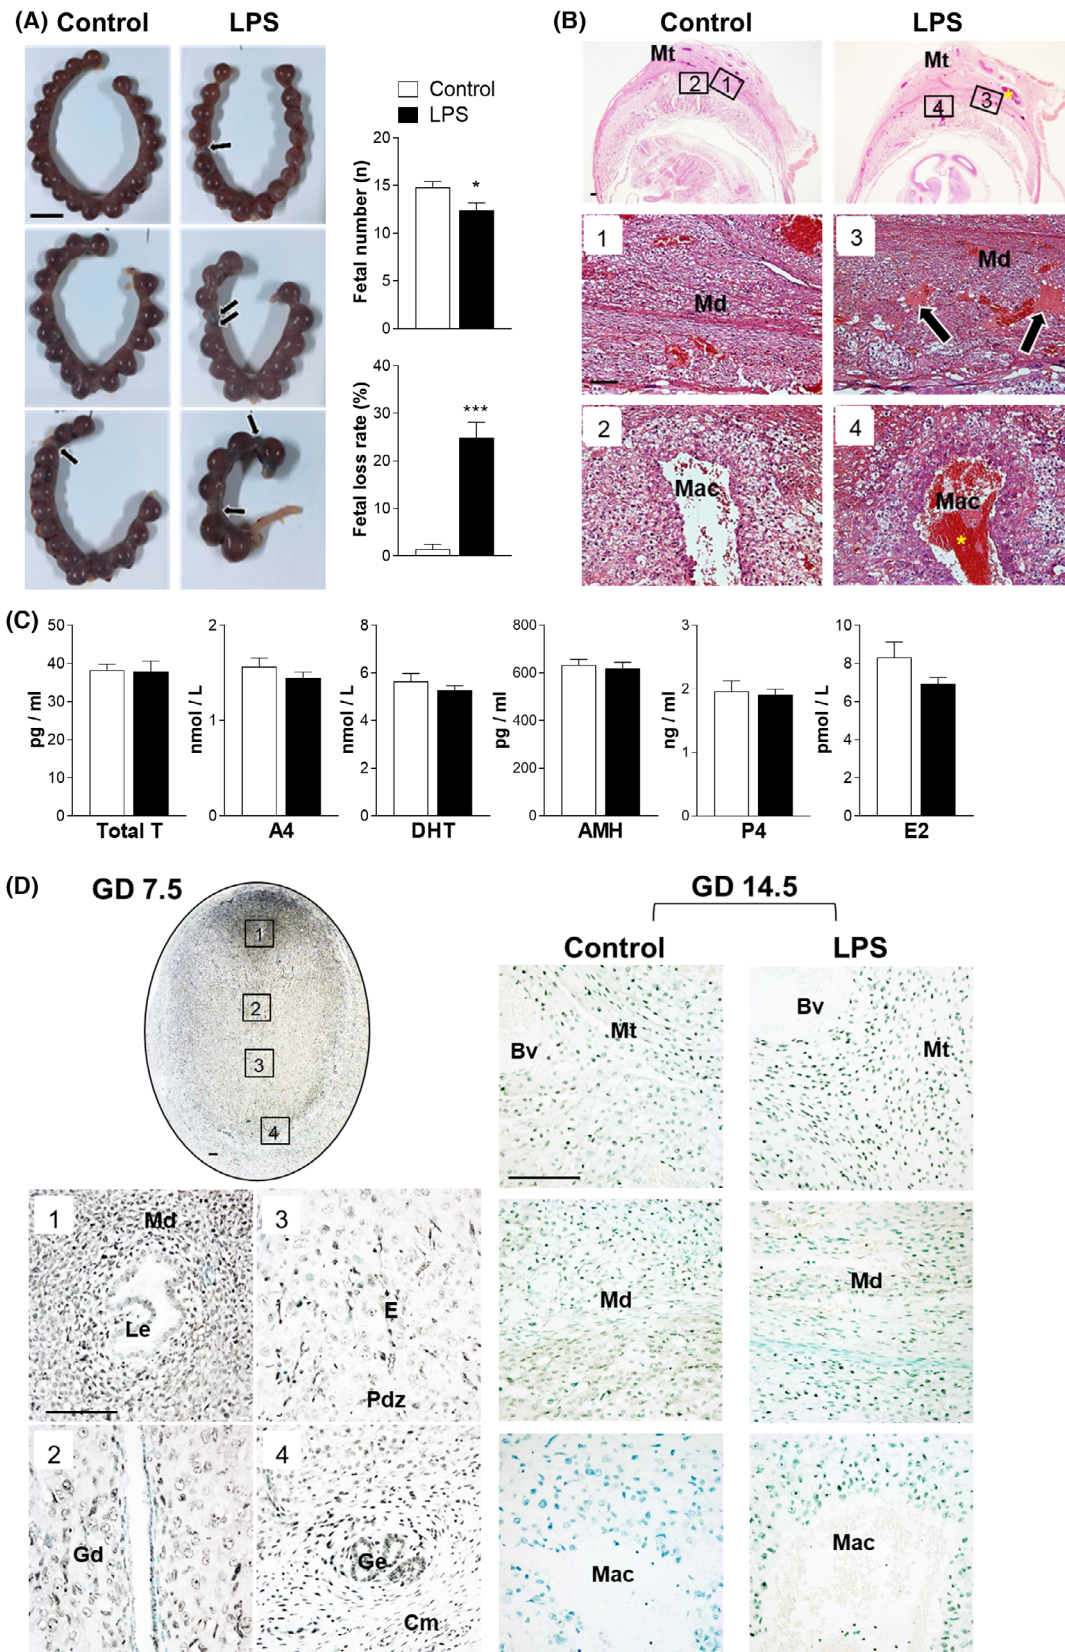 (A) Control LPS
Control
LPS
20
15
10
5
0
Fetal number (n)
*
40
30
20
10
0
Fetal loss rate (%)
***
(B) Control LPS
Mt
2
1
Mt
4
3
*
1
Md
3
Md
2
Mac
4
Mac
*
(C)
50
40
30
20
10
0
pg / ml
Total T
2
1
0
nmol / L
A4
8
6
4
2
0
nmol / L
DHT
800
600
400
200
0
pg / ml
AMH
3
2
1
0
ng / ml
P4
10
8
6
4
2
0
pmol / L
E2
(D)
GD 7.5
1
2
3
4
1
Md
Le
3
E
Pdz
2
Gd
4
Ge
Cm
GD 14.5
Control LPS
Bv
Mt
Bv
Mt
Md
Md
Mac
Mac